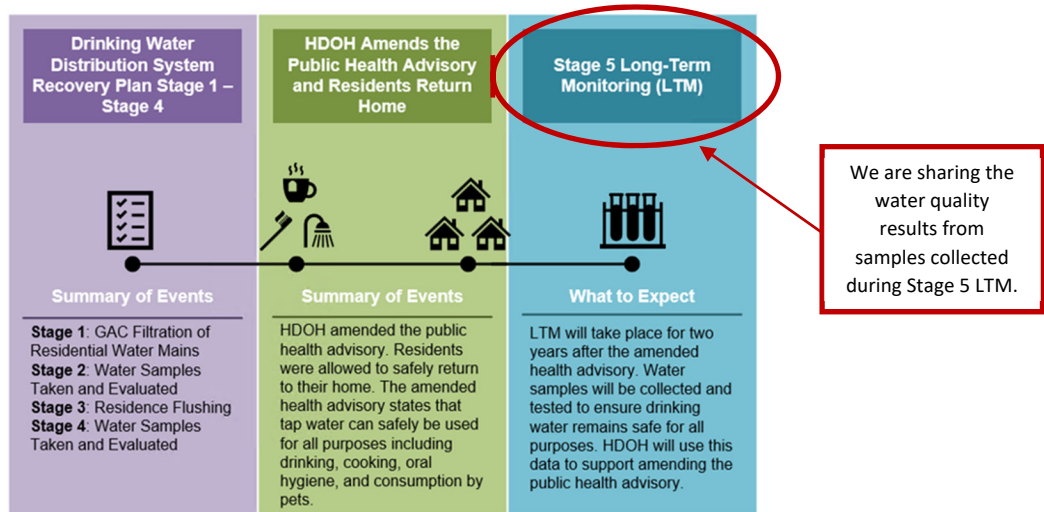 Drinking Water
Distribution System
Recovery Plan Stage 1 –
Stage 4
Summary of Events
Stage 1: GAC Filtration of
Residential Water Mains
Stage 2: Water Samples
Taken and Evaluated
Stage 3: Residence Flushing
Stage 4: Water Samples
Taken and Evaluated
HDOH Amends the
Public Health Advisory
and Residents Return
Home
Summary of Events
HDOH amended the public
health advisory. Residents
were allowed to safely return
to their home. The amended
health advisory states that
tap water can safely be used
for all purposes including
drinking, cooking, oral
hygiene, and consumption by
pets.
Stage 5 Long-Term
Monitoring (LTM)
What to Expect
LTM will take place for two
years after the amended
health advisory. Water
samples will be collected and
tested to ensure drinking
water remains safe for all
purposes. HDOH will use this
data to support amending the
public health advisory.
We are sharing the
water quality
results from
samples collected
during Stage 5 LTM.